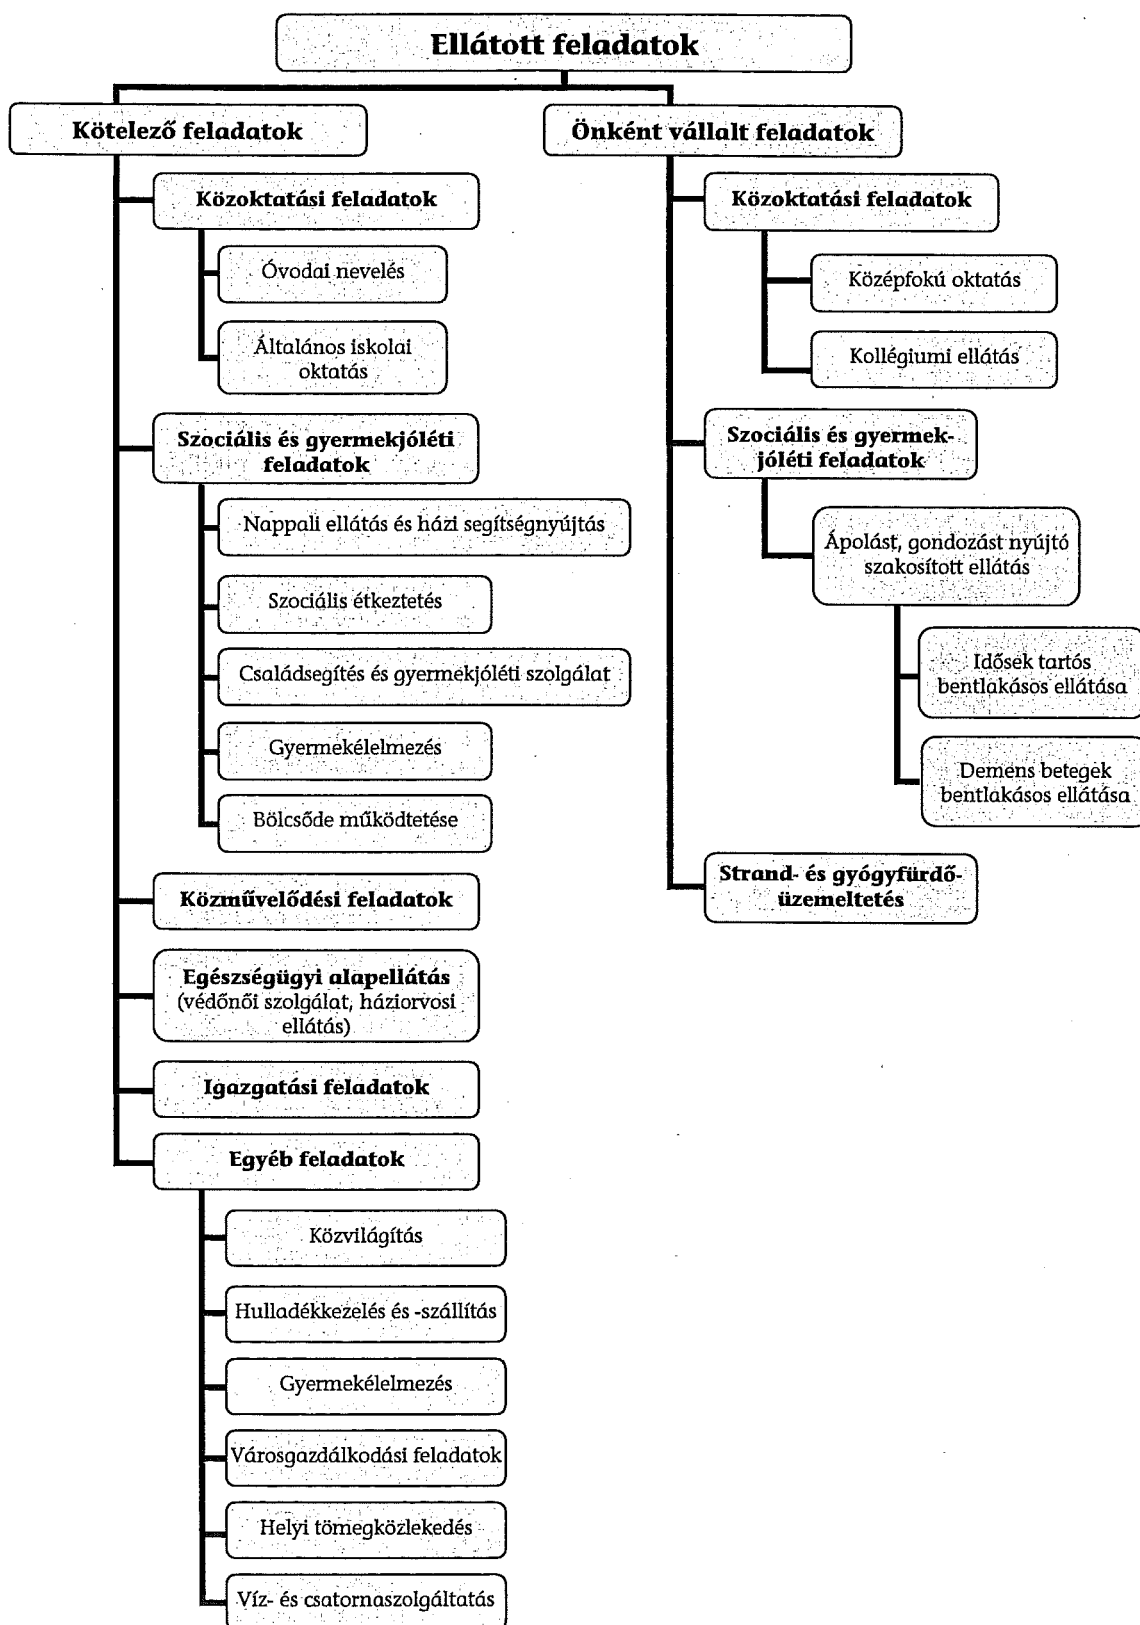 Ellátott feladatok
Kötelező feladatok
Közoktatási feladatok
Óvodai nevelés
Általános iskolai
oktatás
Szociális és gyermekjóléti
feladatok
Nappali ellátás és házi segítségnyújtás
Szociális étkeztetés
Családsegítés és gyermekjóléti szolgálat
Gyermekélelmezés
Bölcsőde működtetése
Közművelődési feladatok
Egészségügyi alapellátás
(védőnői szolgálat, háziorvosi
ellátás)
Igazgatási feladatok
Egyéb feladatok
Közvilágítás
Hulladékkezelés és -szállítás
Gyermekélelmezés
Városgazdálkodási feladatok
Helyi tömegközlekedés
Víz- és csatornaszolgáltatás
Önként vállalt feladatok
Közoktatási feladatok
Középfokú oktatás
Kollégiumi ellátás
Szociális és gyermek-
jóléti feladatok
Ápolást, gondozást nyújtó
szakosított ellátás
Idősek tartós
bentlakásos ellátása
Demens betegek
bentlakásos ellátása
Strand- és gyógyfürdő-
üzemeltetés